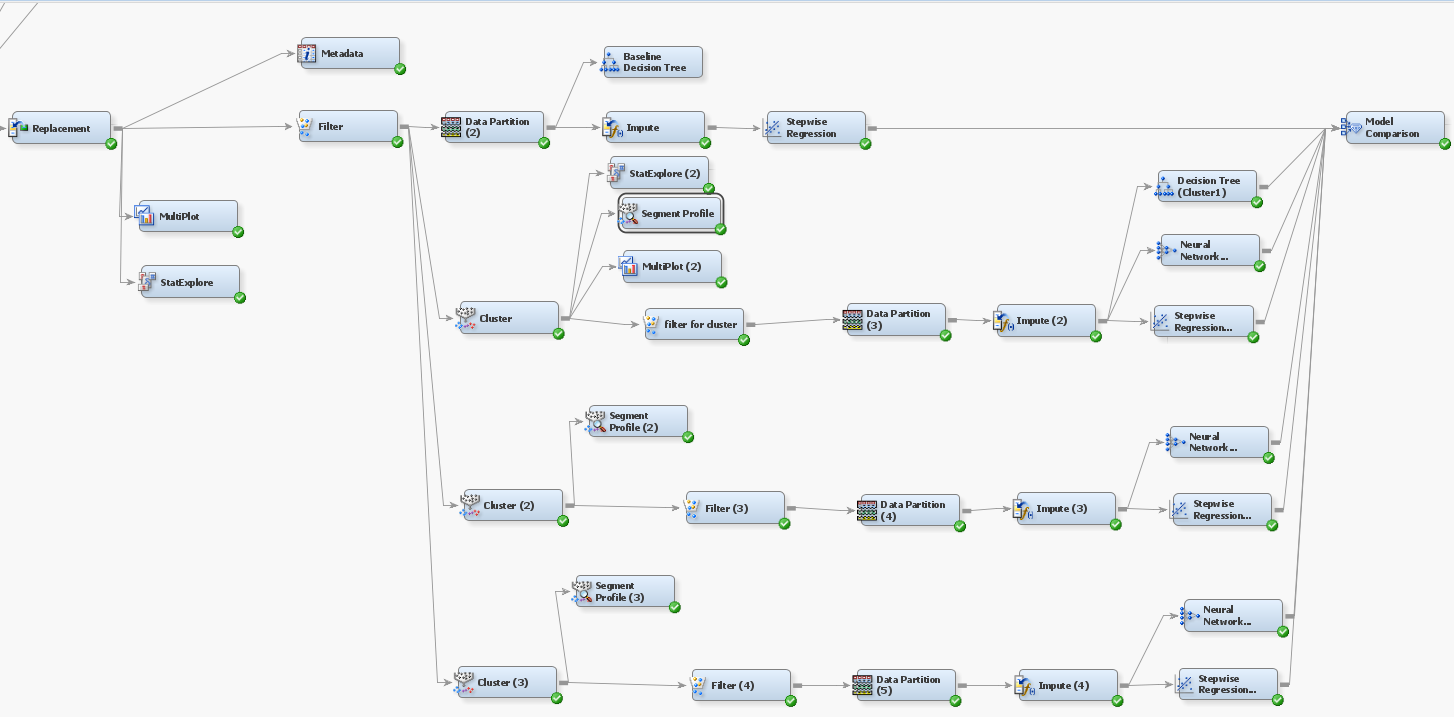 Metadata
Baseline
Decision Tree
Replacement
Filter
Data Partition
(2)
Impute
Stepwise
Regression
Model
Comparison
StatExplore (2)
Segment Profile
MultiPlot (2)
MultiPlot
StatExplore
Decision Tree
(Cluster1)
Neural
Network...
Cluster
filter for cluster
Data Partition
(3)
Impute (2)
Stepwise
Regression...
Segment
Profile (2)
Neural
Network...
Cluster (2)
Filter (3)
Data Partition
(4)
Impute (3)
Stepwise
Regression...
Segment
Profile (3)
Neural
Network...
Cluster (3)
Filter (4)
Data Partition
(5)
Impute (4)
Stepwise
Regression...